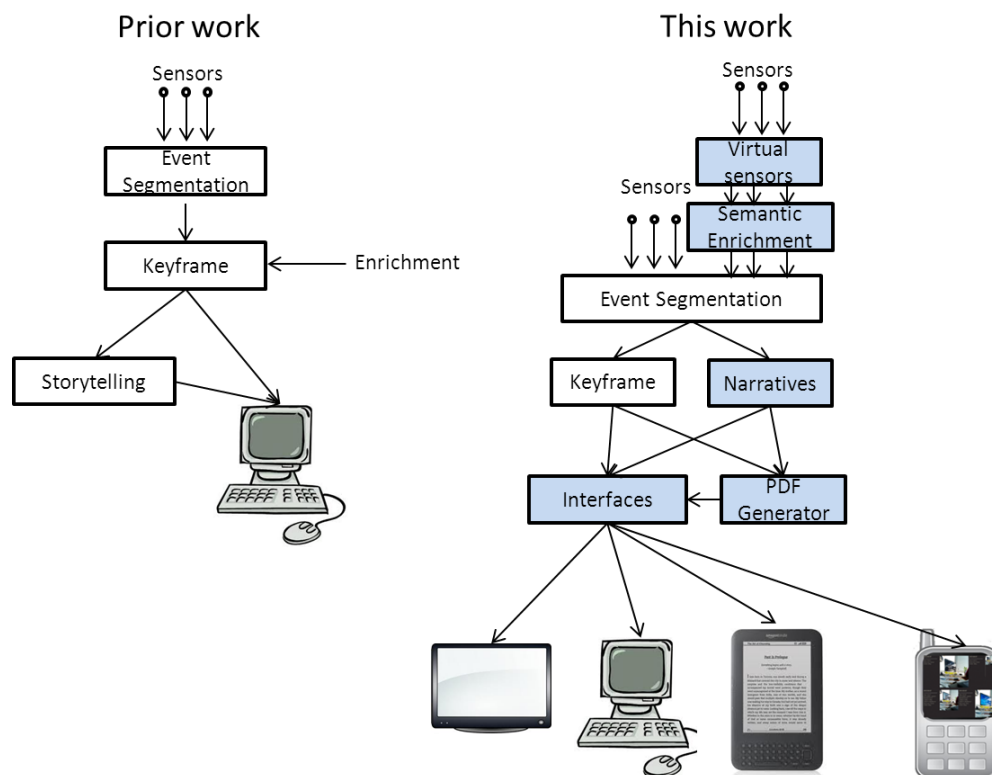 Prior work
Sensors
Event
Segmentation
Keyframe
Enrichment
Storytelling
This work
Sensors
Virtual
sensors
Sensors
Semantic
Enrichment
Event Segmentation
Keyframe
Narratives
Interfaces
PDF
Generator